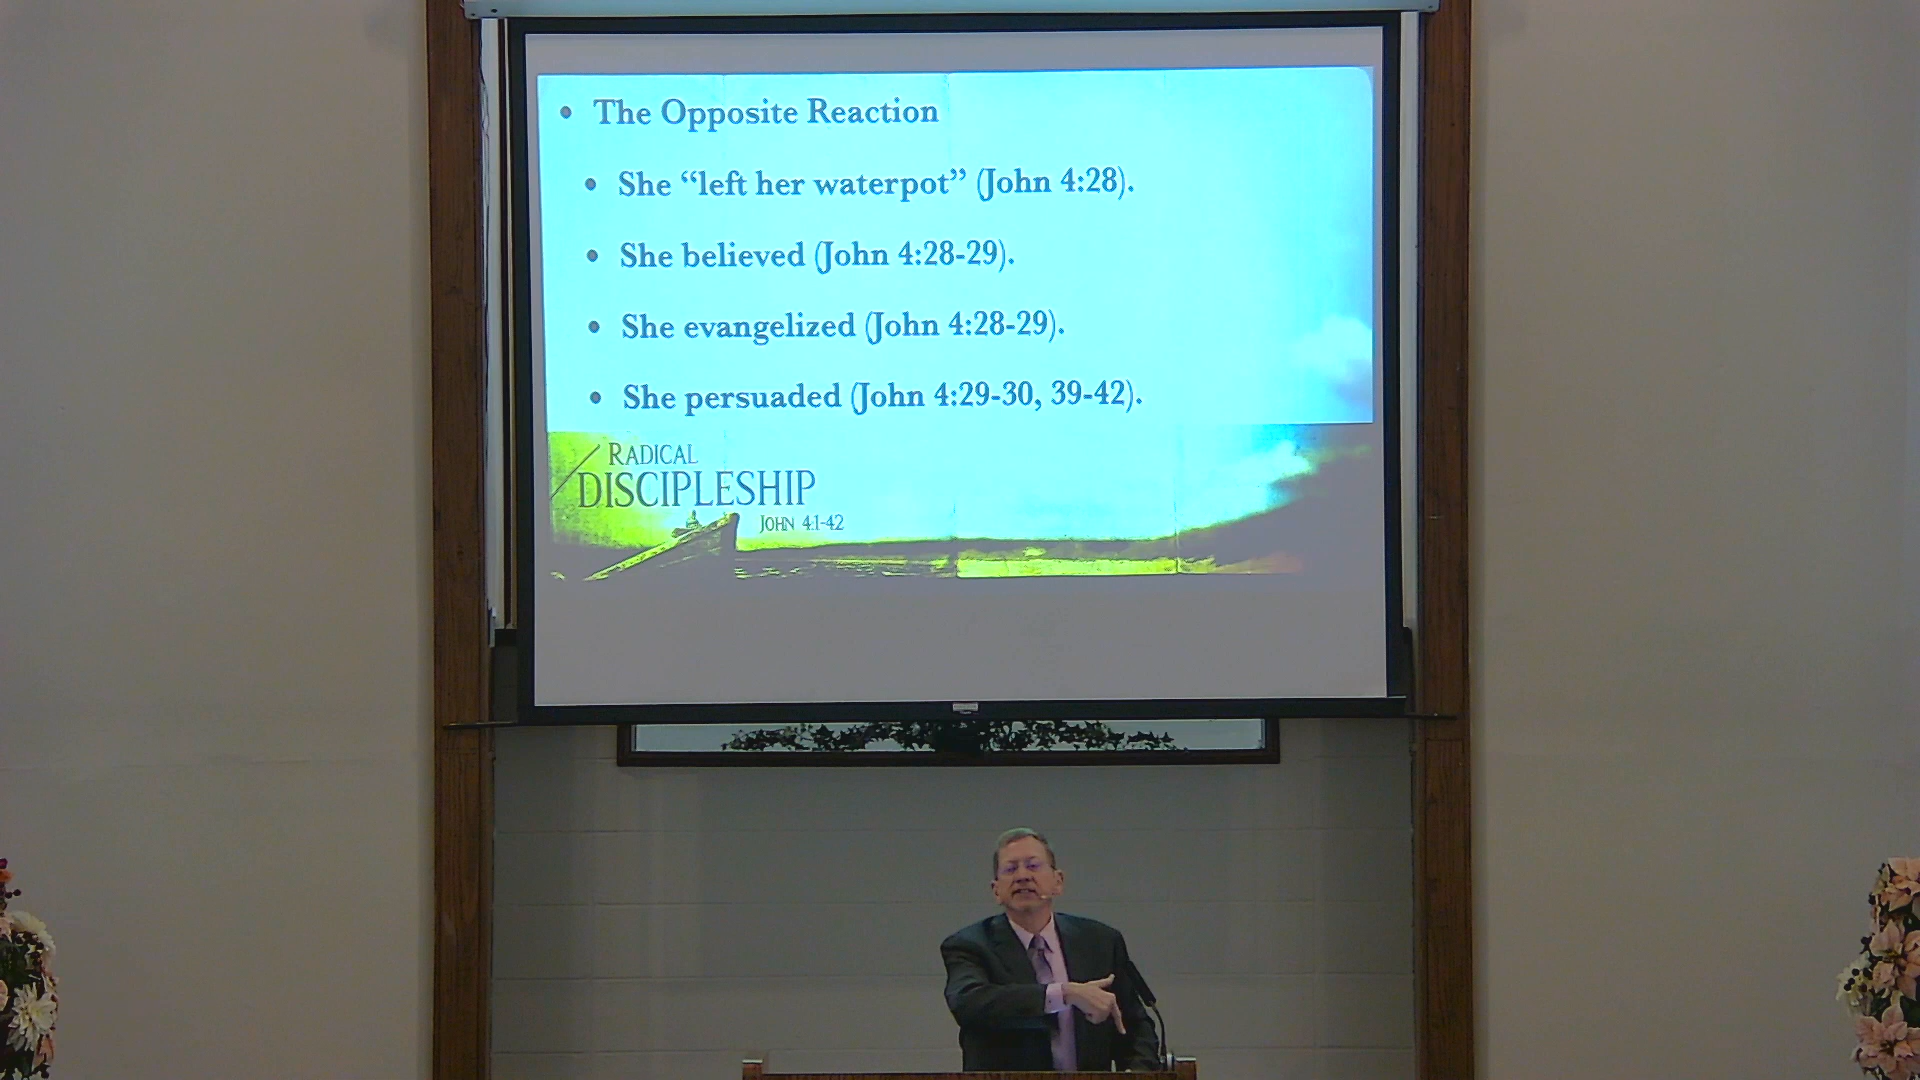 • The Opposite Reaction
• She “left her waterpot” (John 4:28).
• She believed (John 4:28-29).
• She evangelized (John 4:28-29).
• She persuaded (John 4:29-30, 39-42).
RADICAL
DISCIPLESHIP
JOHN 4:1-42